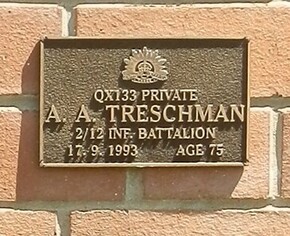 QX133 PRIVATE
A. A. TRESCHMAN
2/12 INF. BATTALION
17. 9. 1993 AGE 75